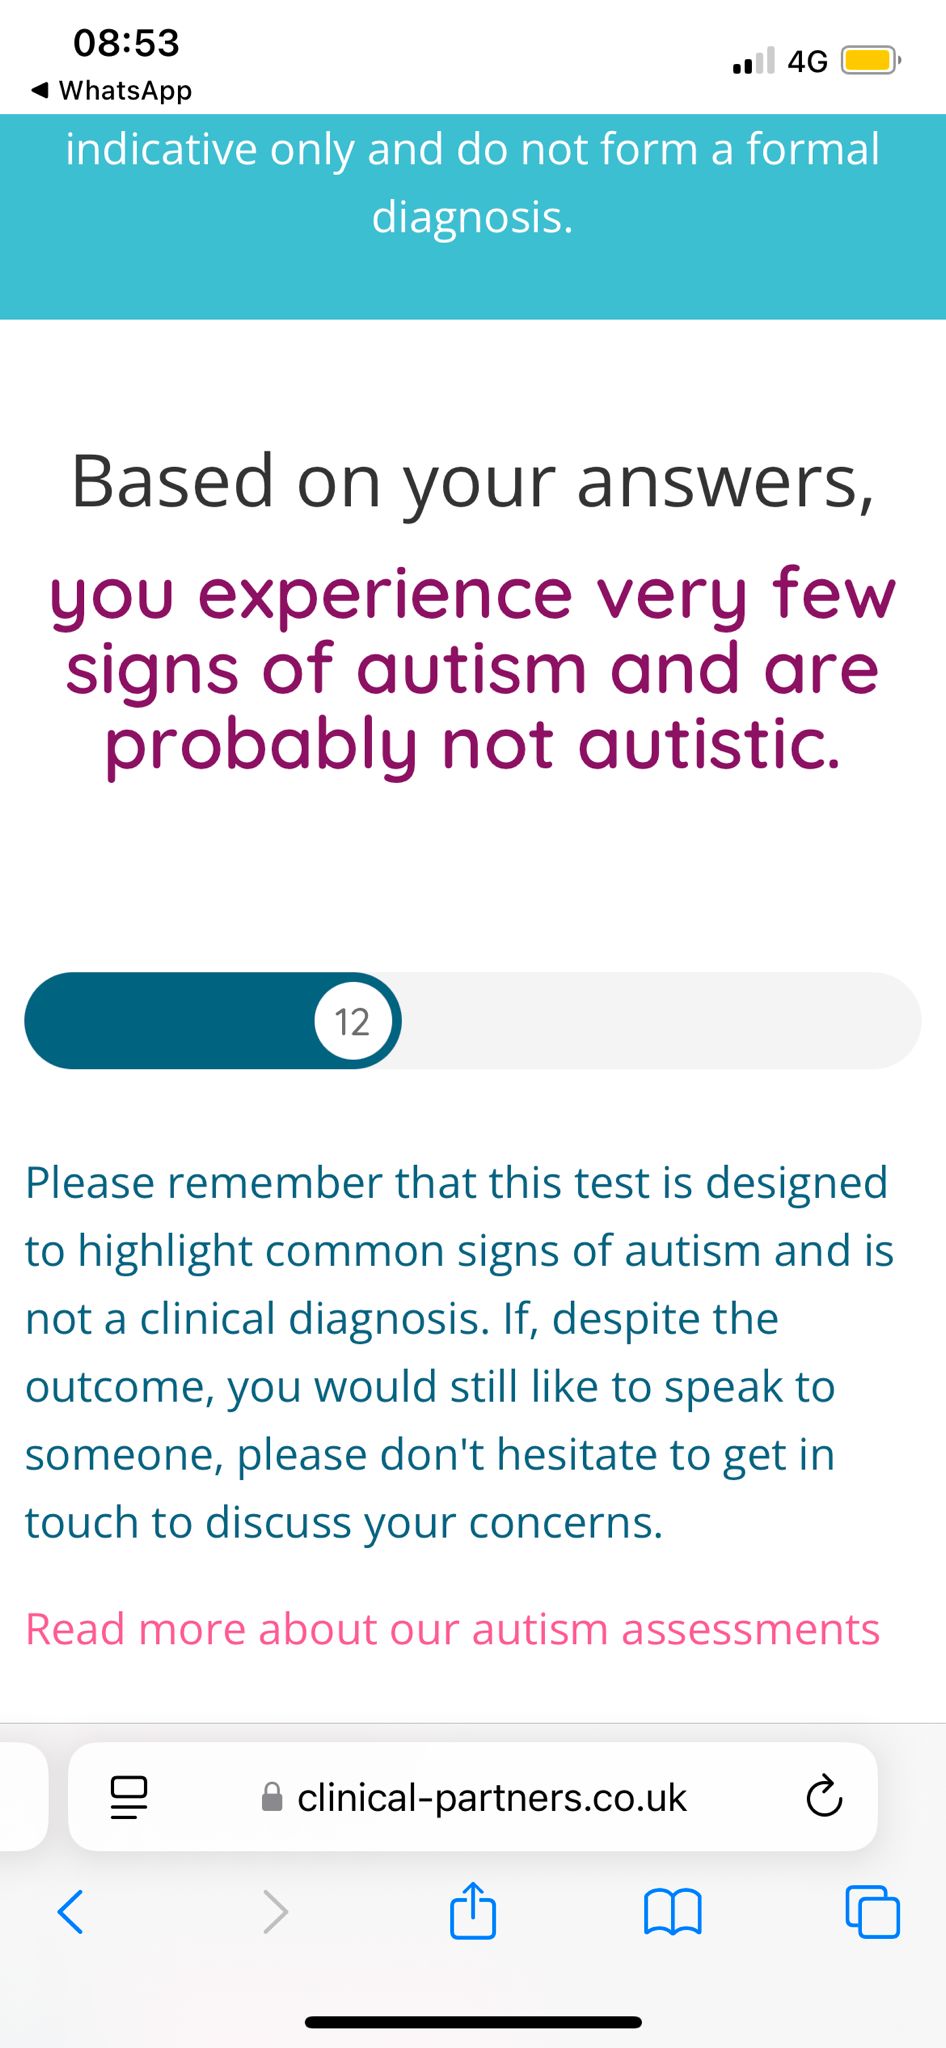 08:53
4G
◀ WhatsApp
indicative only and do not form a formal
diagnosis.
Based on your answers,
you experience very few
signs of autism and are
probably not autistic.
12
Please remember that this test is designed
to highlight common signs of autism and is
not a clinical diagnosis. If, despite the
outcome, you would still like to speak to
someone, please don't hesitate to get in
touch to discuss your concerns.
Read more about our autism assessments
clinical-partners.co.uk